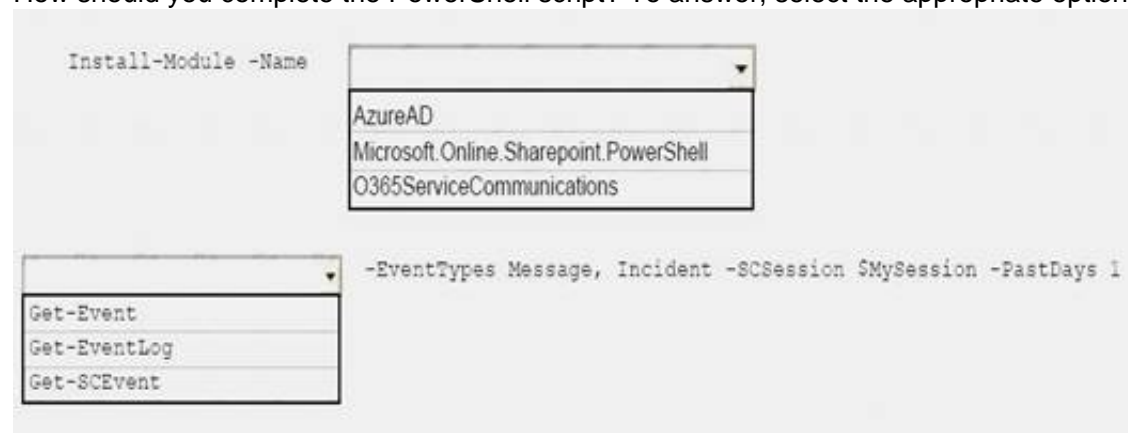 How should you complete the PowerShell script? To answer, select the appropriate option
Install-Module -Name
AzureAD
Microsoft.Online.Sharepoint.PowerShell
O365ServiceCommunications
-EventTypes Message, Incident -SCSession $MySession -PastDays 1
Get-Event
Get-EventLog
Get-SCEvent